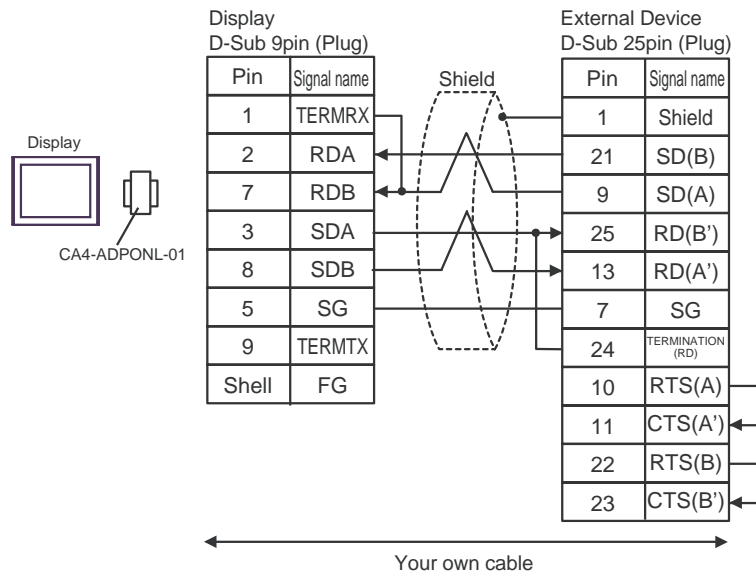 Display
D-Sub 9pin (Plug)
External Device
D-Sub 25pin (Plug)
Shield
Display
CA4-ADPONL-01
Pin Signal name
1 TERMRX
2 RDA
7 RDB
3 SDA
8 SDB
5 SG
9 TERMTX
Shell FG
Pin Signal name
1 Shield
21 SD(B)
9 SD(A)
25 RD(B')
13 RD(A')
7 SG
24 TERMINATION
(RD)
10 RTS(A)
11 CTS(A')
22 RTS(B)
23 CTS(B')
Your own cable